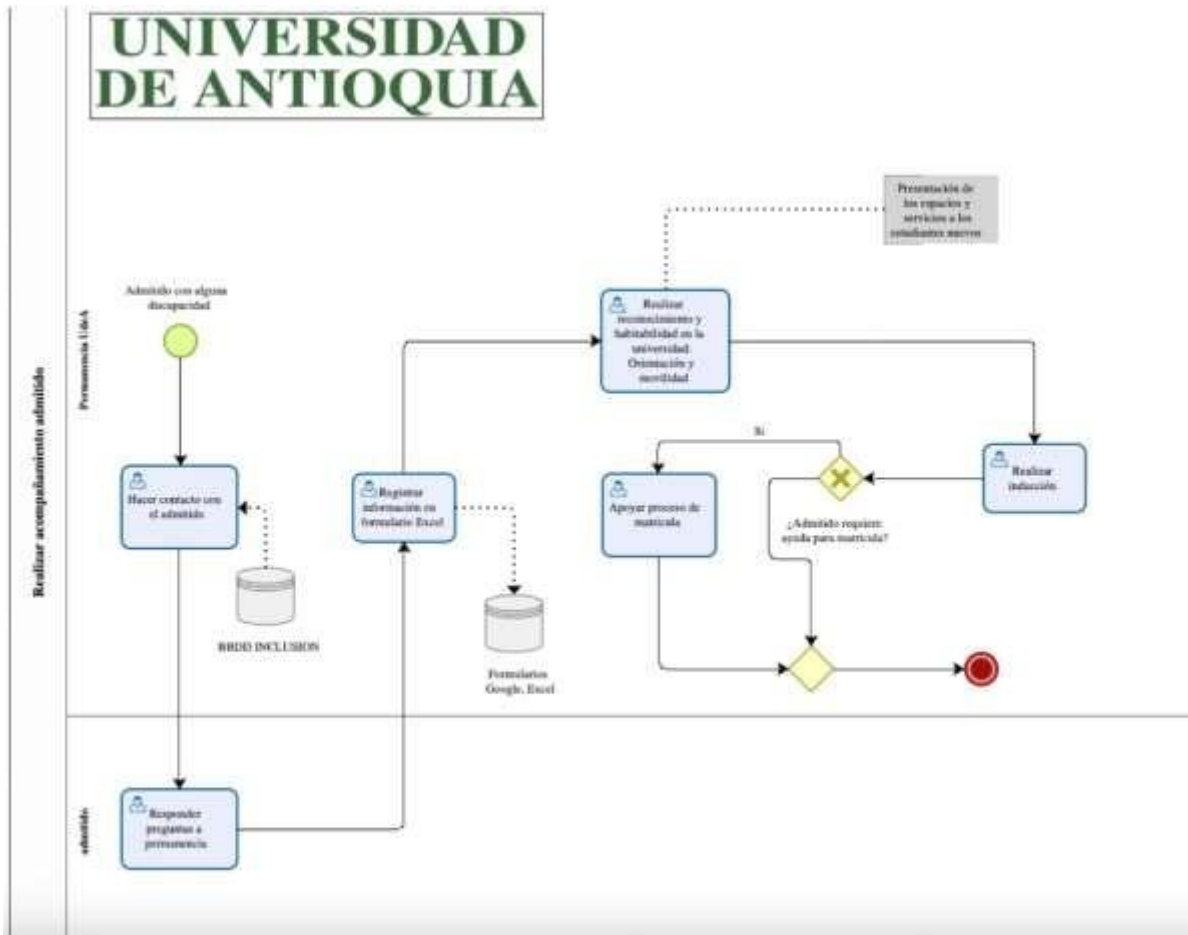 UNIVERSIDAD
DE ANTIOQUIA
Realizar acompañamiento admitido
Permanencia UdeA
Admitido con alguna
discapacidad
Hacer contacto con
el admitido
BBDD INCLUSION
Registrar
información en
formulario Excel
Formularios
Google, Excel
Realizar
reconocimiento y
habitabilidad en la
universidad.
Orientación y
movilidad
Presentación de
los espacios y
servicios a los
estudiantes nuevos
Realizar
inducción
¿Admitido requiere
ayuda para matrícula?
Si
Apoyar proceso de
matrícula
admitido
Responder
preguntas a
permanencia